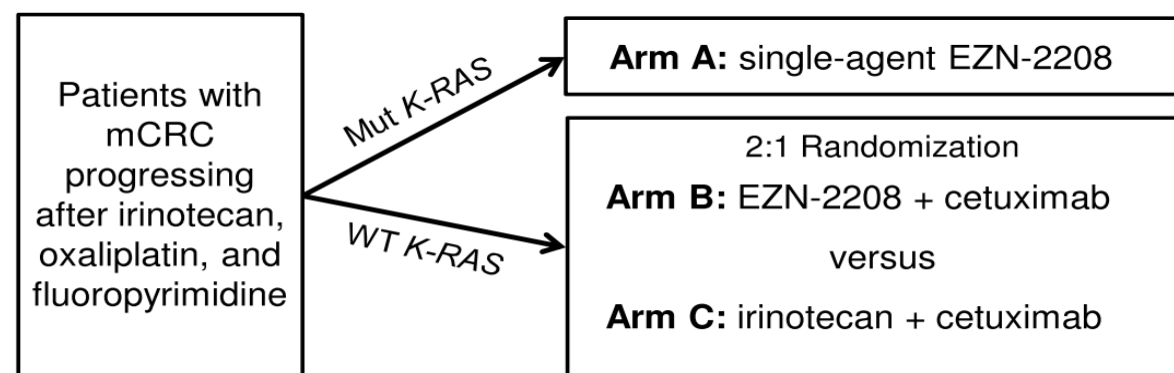 Patients with
mCRC
progressing
after irinotecan,
oxaliplatin, and
fluoropyrimidine
Mut K-RAS
WT K-RAS
Arm A: single-agent EZN-2208
2:1 Randomization
Arm B: EZN-2208 + cetuximab
versus
Arm C: irinotecan + cetuximab